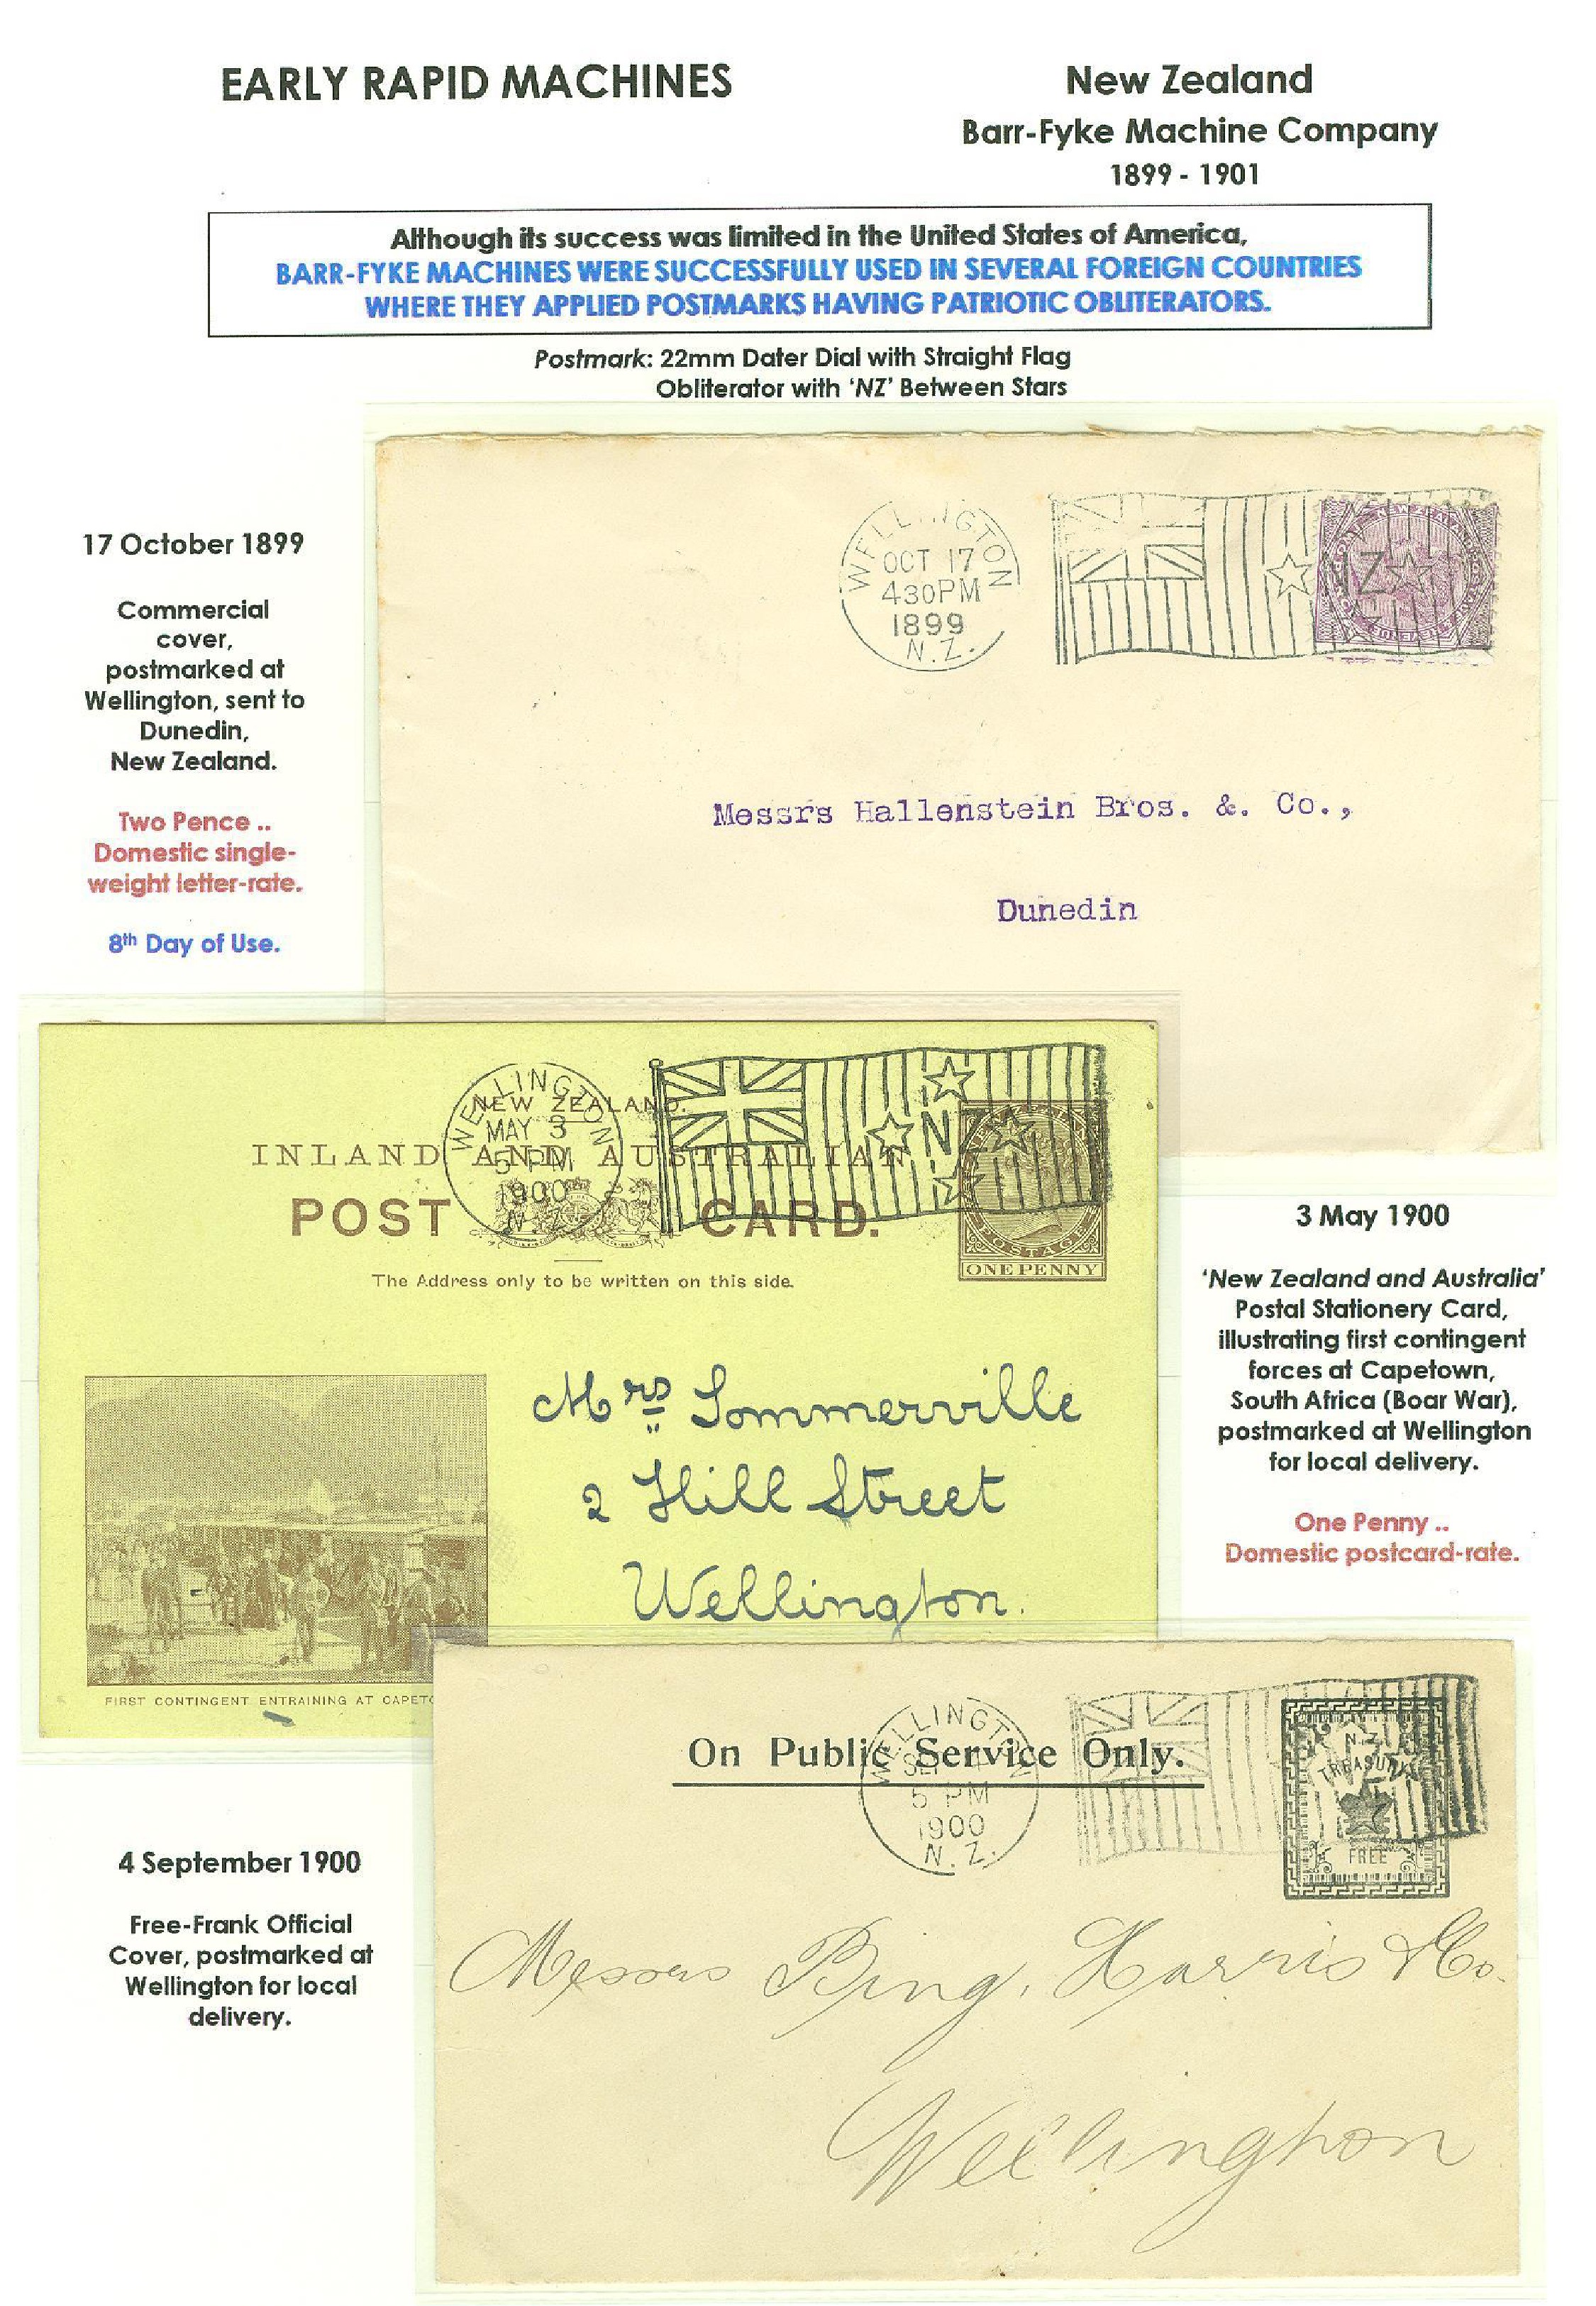 EARLY RAPID MACHINES
New Zealand
Barr-Fyke Machine Company
1899 - 1901
Although its success was limited in the United States of America,
BARR-FYKE MACHINES WERE SUCCESSFULLY USED IN SEVERAL FOREIGN COUNTRIES
WHERE THEY APPLIED POSTMARKS HAVING PATRIOTIC OBLITERATORS.
Postmark: 22mm Dater Dial with Straight Flag
Obliterator with ‘NZ’ Between Stars
17 October 1899
Commercial
cover,
postmarked at
Wellington, sent to
Dunedin,
New Zealand.
Two Pence ..
Domestic single-
weight letter-rate.
8th Day of Use.
WELLINGTON
OCT 17
430PM
1899
N.Z.
NZ
Messrs Hallenstein Bros. &. Co.,
Dunedin
WELLINGTON
MAY 3
5 PM
1900
N.Z.
N
NEW ZEALAND.
INLAND AND AUSTRALIAN
POST CARD.
The Address only to be written on this side.
POSTAGE
ONE PENNY
Mrs Sommerville
2 Hill Street
Wellington.
FIRST CONTINGENT ENTRAINING AT CAPETO
3 May 1900
‘New Zealand and Australia’
Postal Stationery Card,
illustrating first contingent
forces at Capetown,
South Africa (Boar War),
postmarked at Wellington
for local delivery.
One Penny ..
Domestic postcard-rate.
4 September 1900
Free-Frank Official
Cover, postmarked at
Wellington for local
delivery.
On Public Service Only.
WELLINGTON
5 PM
1900
N.Z.
N.Z.
TREASURY
FREE
Messrs Bing, Harris & Co.
Wellington